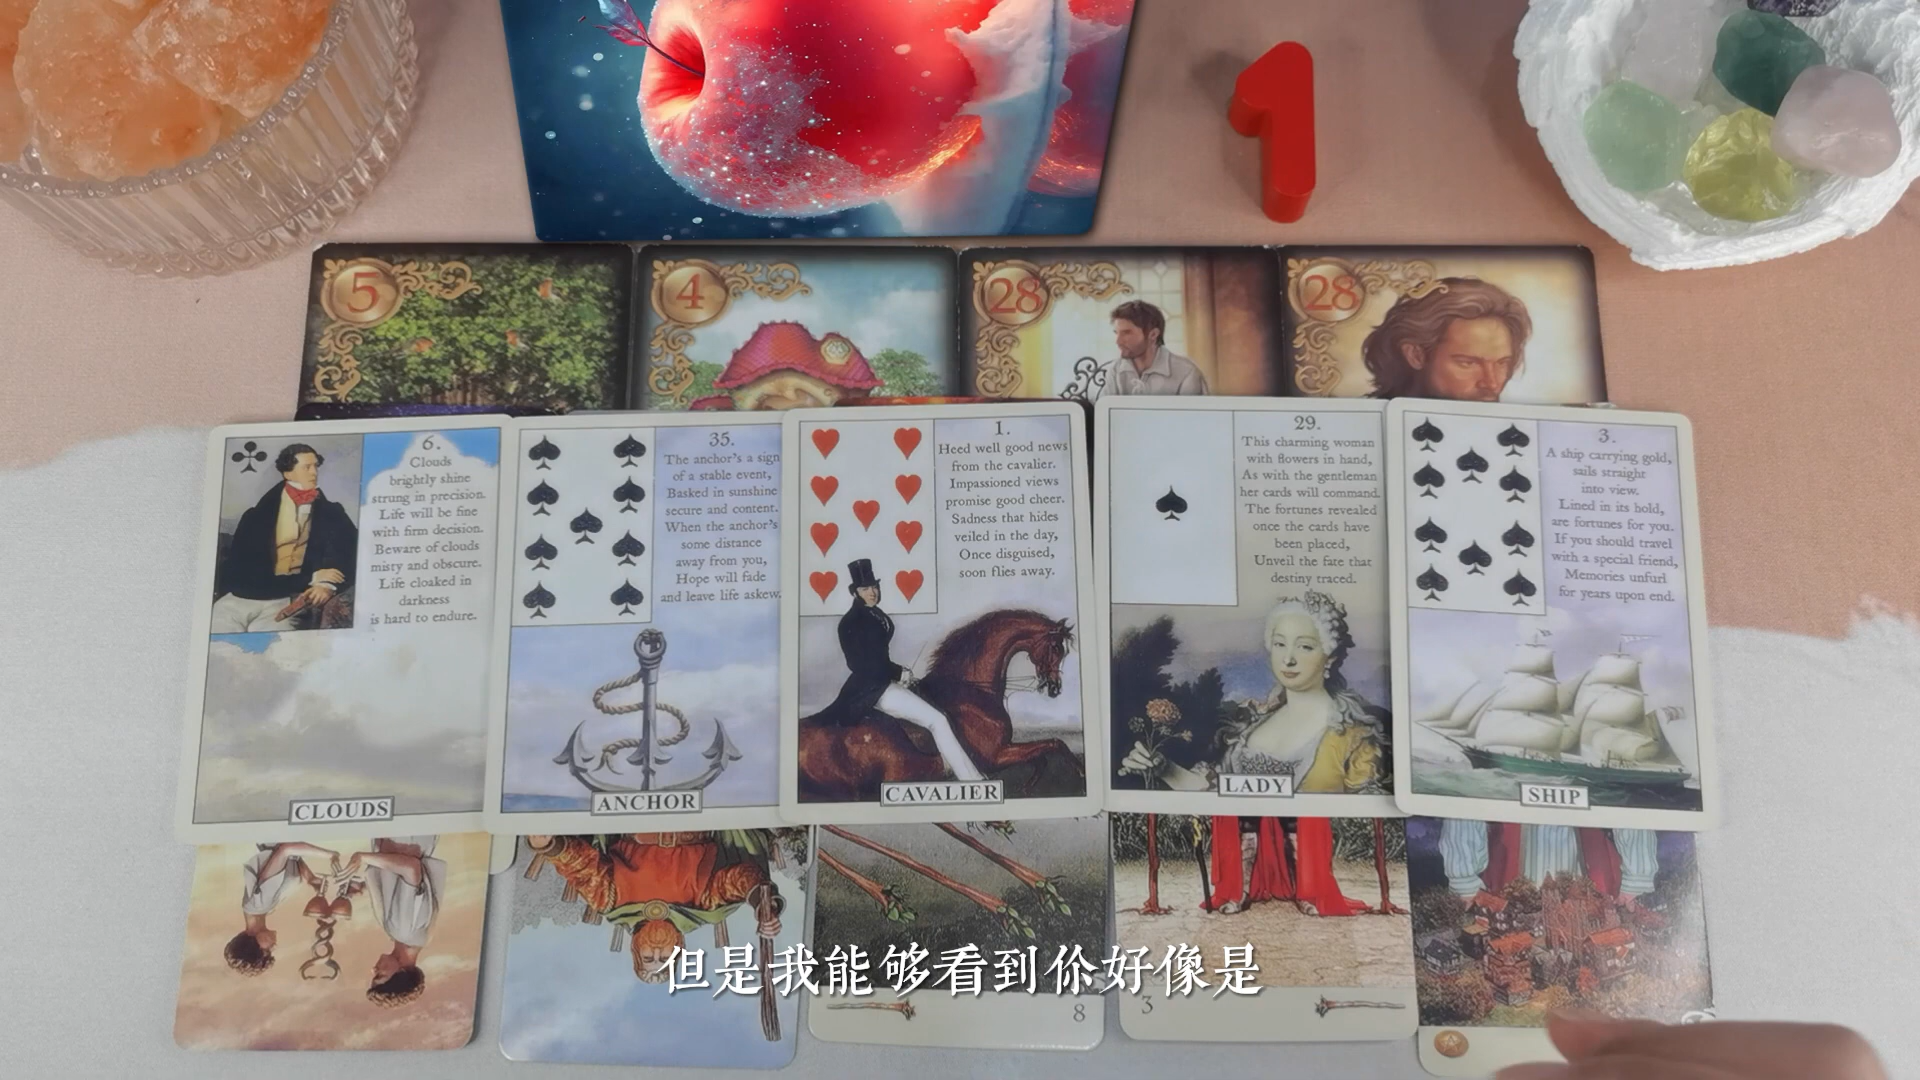 1
5
4
28
28
6.
Clouds
brightly shine
strung in precision.
Life will be fine
with firm decision.
Beware of clouds
misty and obscure.
Life cloaked in
darkness
is hard to endure.
CLOUDS
35.
The anchor's a sign
of a stable event,
Basked in sunshine
secure and content.
When the anchor's
some distance
away from you,
Hope will fade
and leave life askew.
ANCHOR
1.
Heed well good news
from the cavalier.
Impassioned views
promise good cheer.
Sadness that hides
veiled in the day,
Once disguised,
soon flies away.
CAVALIER
29.
This charming woman
with flowers in hand,
As with the gentleman
her cards will command.
The fortunes revealed
once the cards have
been placed,
Unveil the fate that
destiny traced.
LADY
3.
A ship carrying gold,
sails straight
into view.
Lined in its hold,
are fortunes for you.
If you should travel
with a special friend,
Memories unfurl
for years upon end.
SHIP
但是我能够看到你好像是
8
3